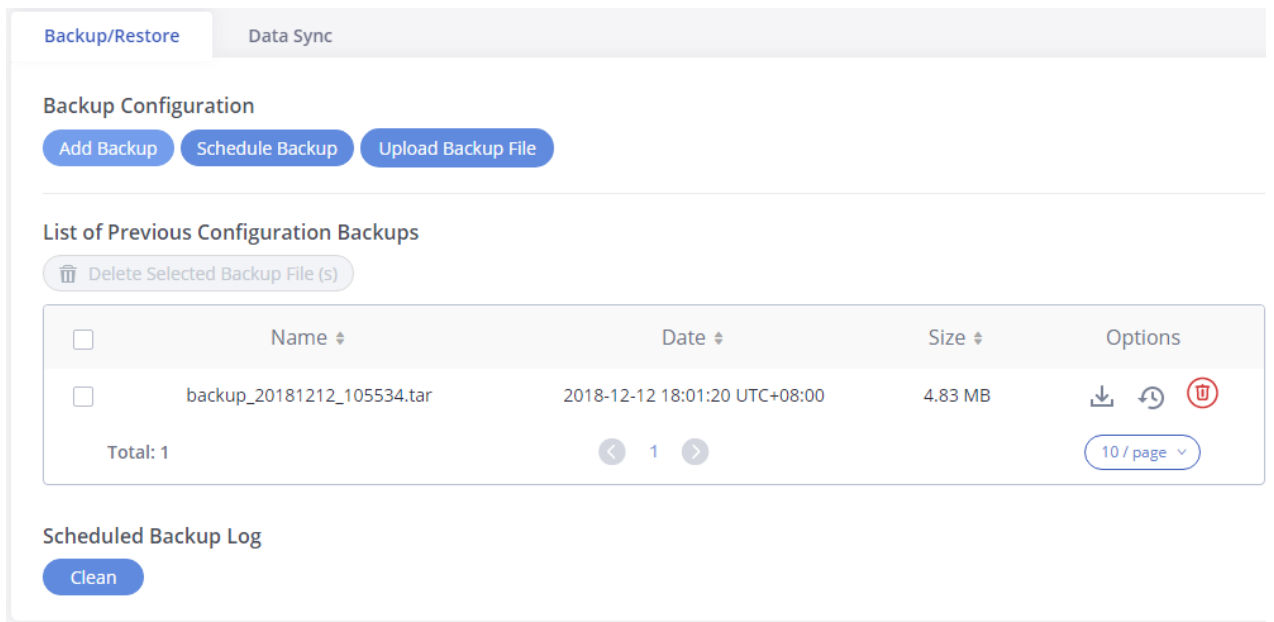 Backup/Restore Data Sync
Backup Configuration
Add Backup Schedule Backup Upload Backup File
List of Previous Configuration Backups
Delete Selected Backup File (s)
Name Date Size Options
backup_20181212_105534.tar 2018-12-12 18:01:20 UTC+08:00 4.83 MB
Total: 1 1 10 / page
Scheduled Backup Log
Clean